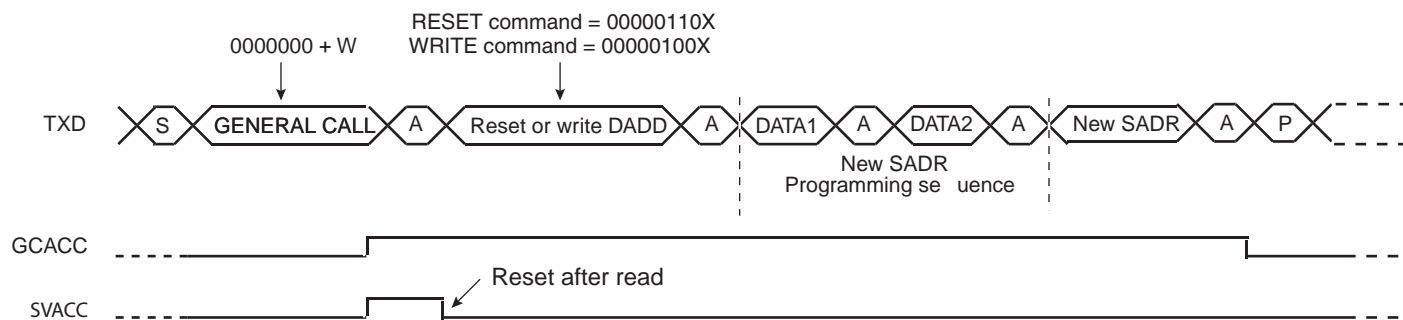 RESET command = 00000110X
0000000 + W
WRITE command = 00000100X
TXD S GENERAL CALL A Reset or write DADD A DATA1 A DATA2 A New SADR A P
New SADR
Programming se uence
GCACC
Reset after read
SVACC